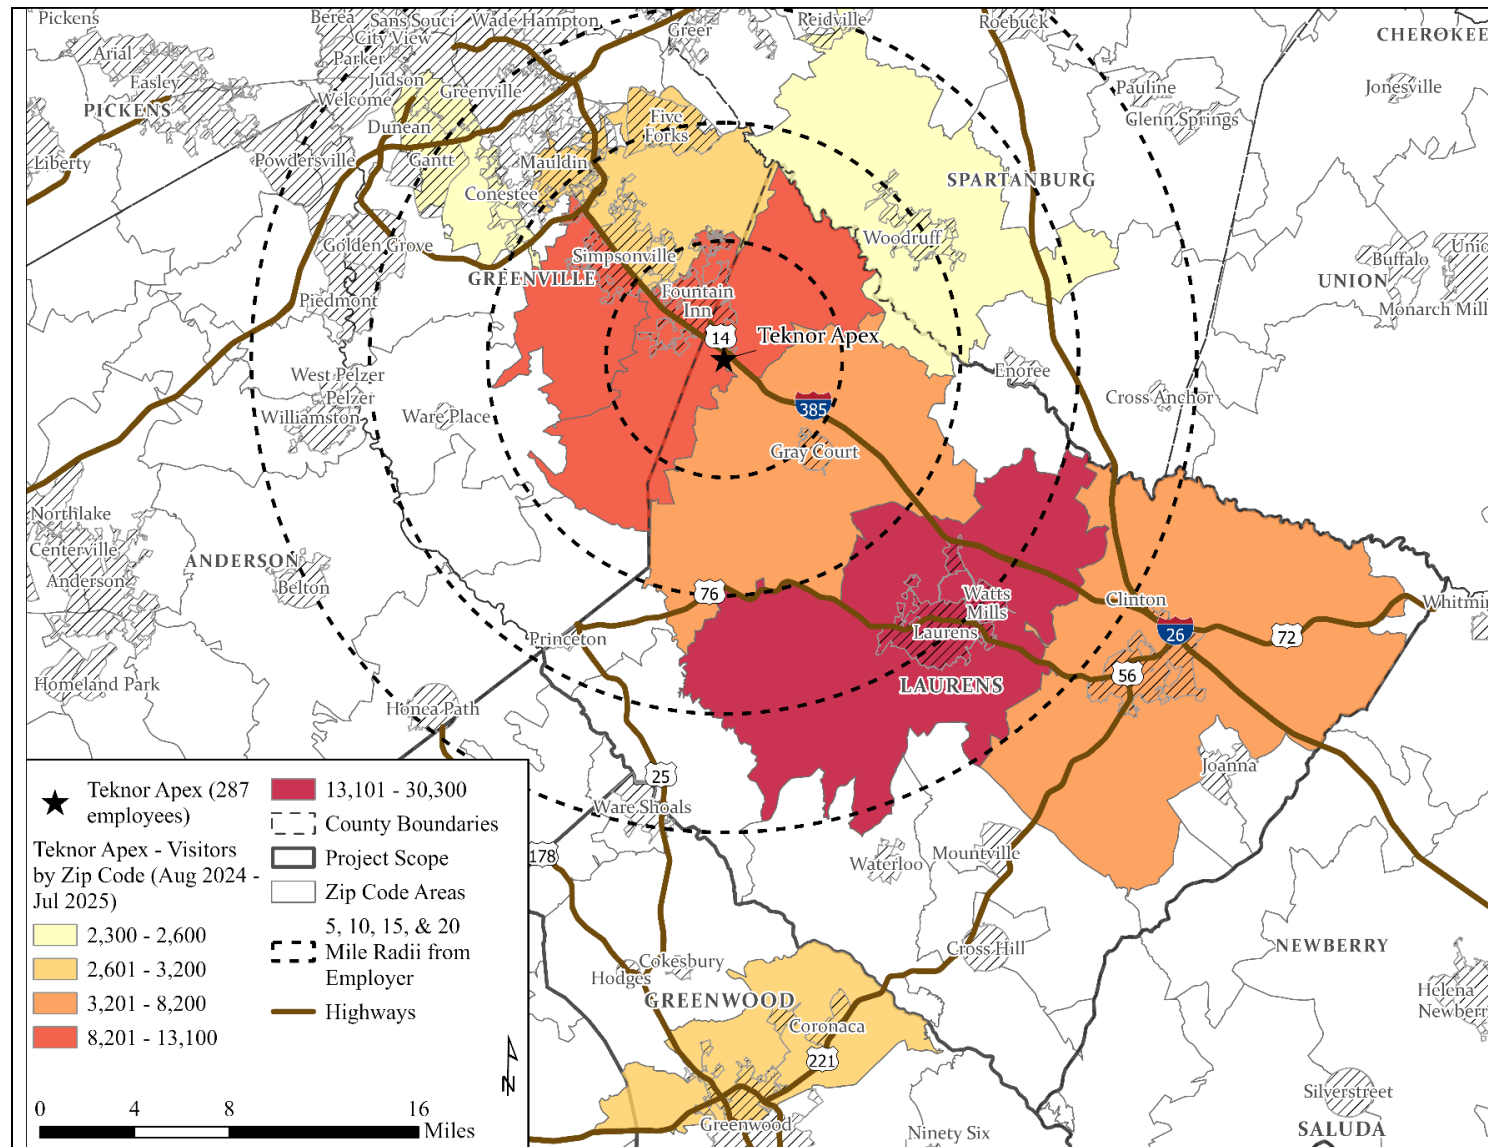 Pickens
Berea
Sans Souci
Wade Hampton
City View
Greer
Reidville
Roebuck
CHEROKEE
Arial
Parker
Easley
Judson
Welcome
Greenville
PICKENS
Pauline
Jonesville
Five
Forks
Glenn Springs
Dunean
Liberty
Powdersville
Gantt
Mauldin
Conestee
SPARTANBURG
Golden Grove
Simpsonville
Woodruff
Buffalo
GREENVILLE
UNION
Piedmont
Fountain
Inn
Monarch Mill
14
Teknor Apex
West Pelzer
Pelzer
Williamston
Ware Place
Enoree
Cross Anchor
385
Gray Court
Northlake
Centerville
ANDERSON
Anderson
Belton
76
Watts
Mills
Clinton
Laurens
26
72
Princeton
56
LAURENS
Homeland Park
Honea Path
Joanna
25
Ware Shoals
178
Waterloo
Mountville
Cross Hill
NEWBERRY
Cokesbury
Hodges
GREENWOOD
Helena
Newberr
Coronaca
221
Silverstreet
Greenwood
Ninety Six
SALUDA
Teknor Apex (287
employees)
Teknor Apex - Visitors
by Zip Code (Aug 2024 -
Jul 2025)
2,300 - 2,600
2,601 - 3,200
3,201 - 8,200
8,201 - 13,100
13,101 - 30,300
County Boundaries
Project Scope
Zip Code Areas
5, 10, 15, & 20
Mile Radii from
Employer
Highways
N
0 4 8 16
Miles